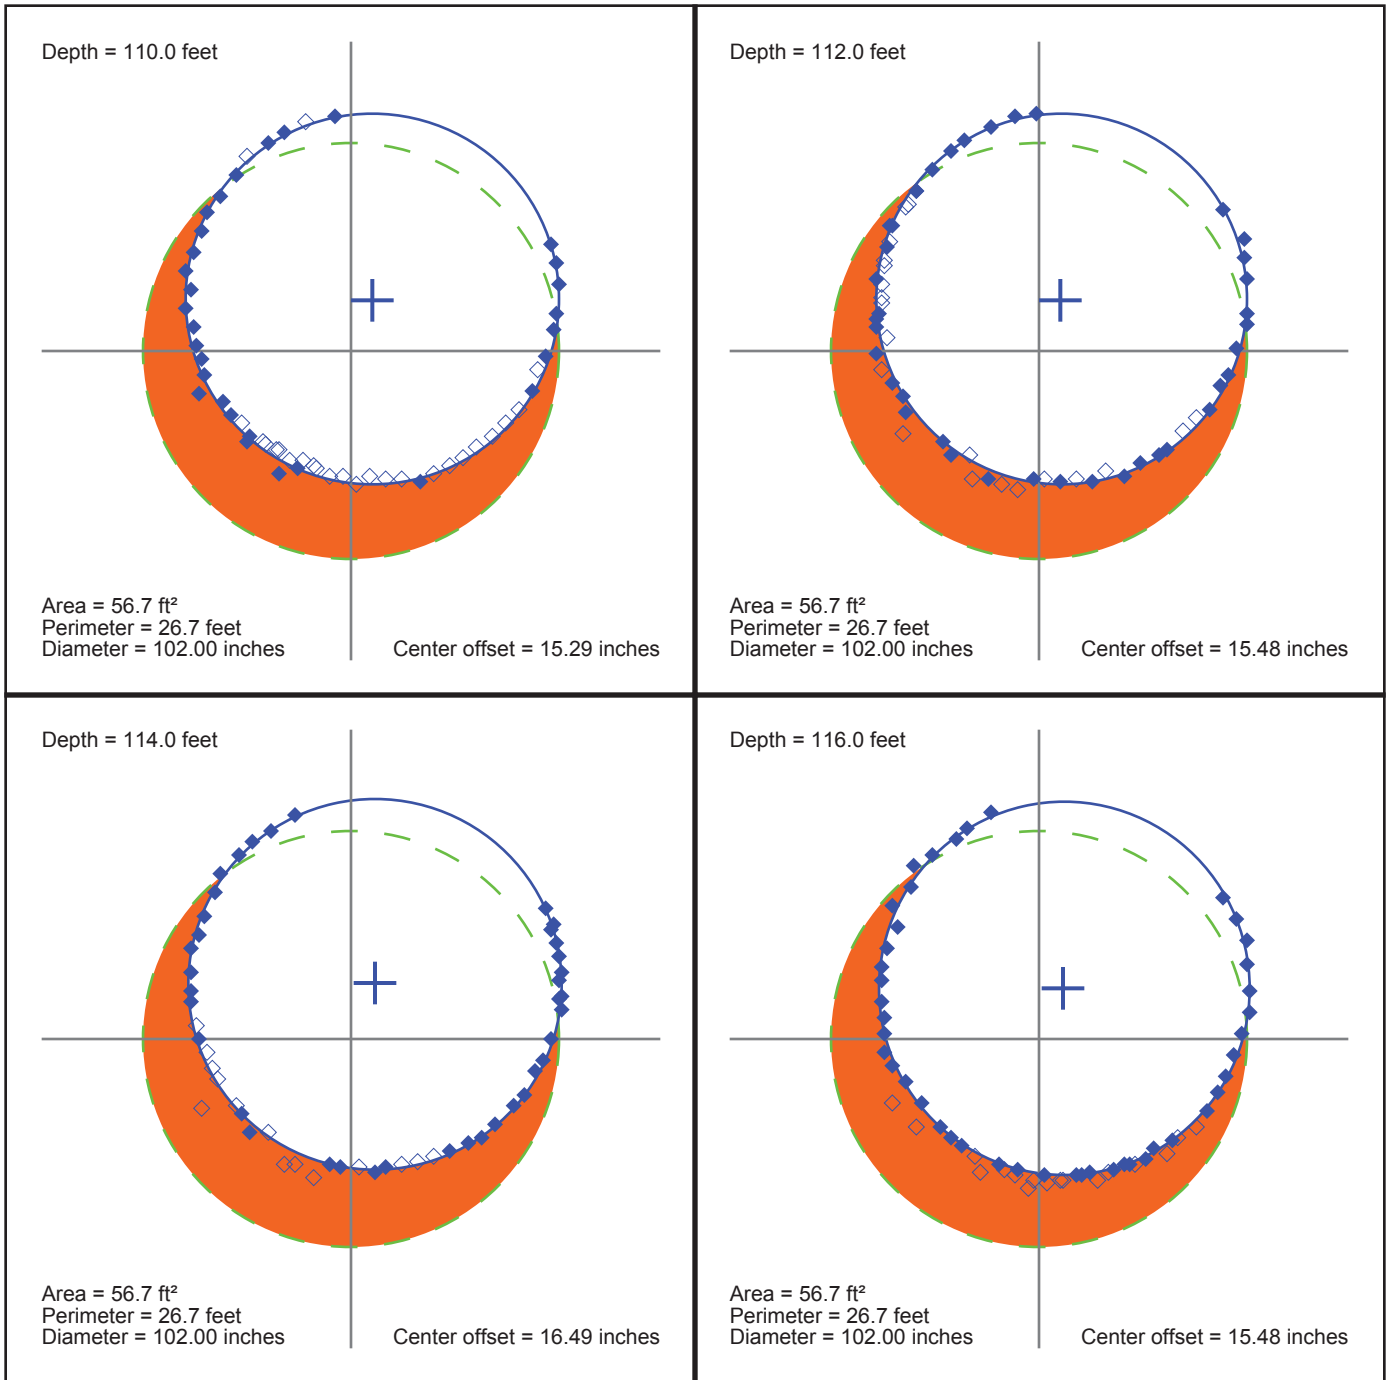 Depth = 110.0 feet
Area = 56.7 ft²
Perimeter = 26.7 feet
Diameter = 102.00 inches
Center offset = 15.29 inches
Depth = 112.0 feet
Area = 56.7 ft²
Perimeter = 26.7 feet
Diameter = 102.00 inches
Center offset = 15.48 inches
Depth = 114.0 feet
Area = 56.7 ft²
Perimeter = 26.7 feet
Diameter = 102.00 inches
Center offset = 16.49 inches
Depth = 116.0 feet
Area = 56.7 ft²
Perimeter = 26.7 feet
Diameter = 102.00 inches
Center offset = 15.48 inches